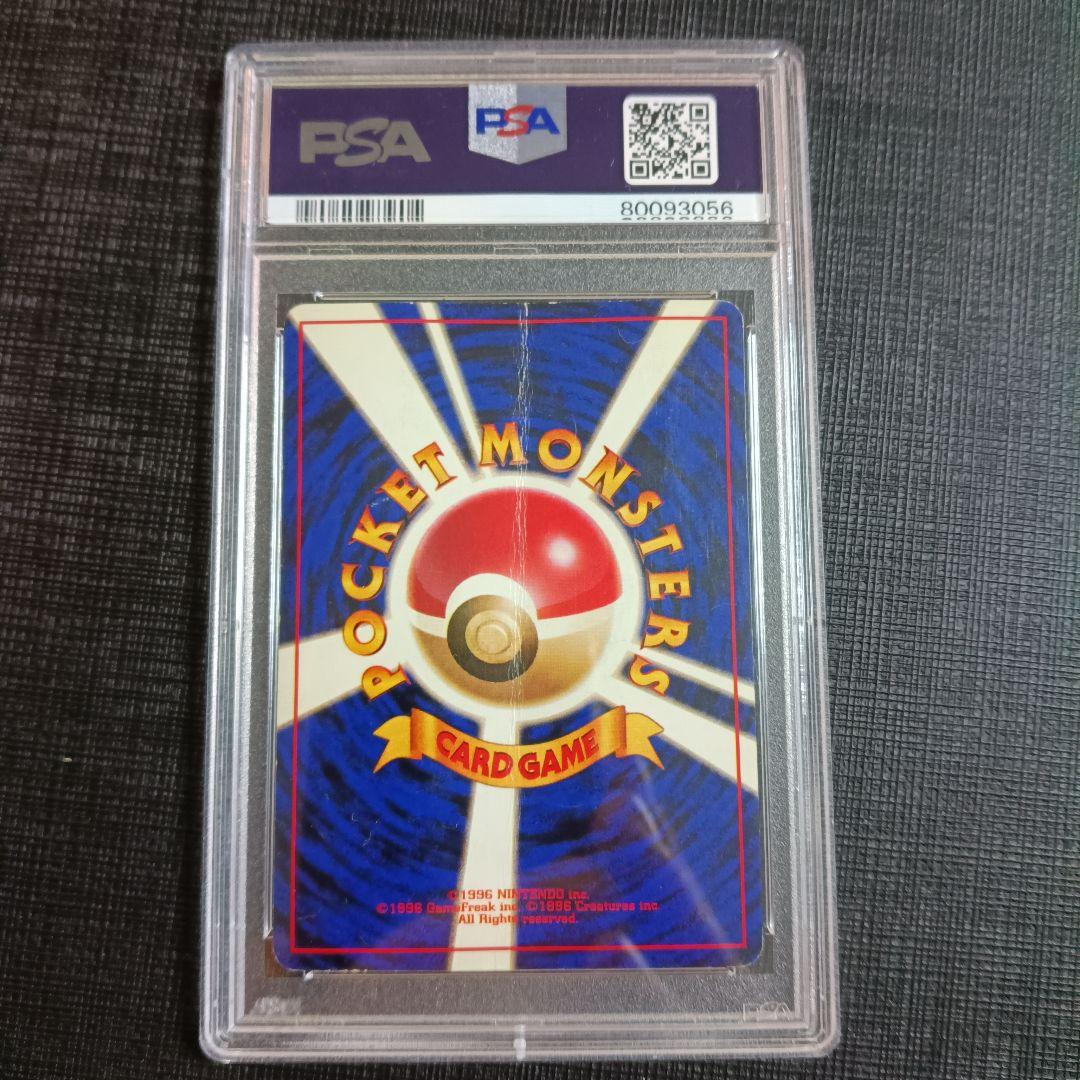 PSA
PSA
80093056
POCKET MONSTERS
CARD GAME
©1996 NINTENDO inc.
©1996 GameFreak inc. ©1996 Creatures inc.
All Rights reserved.
PSA